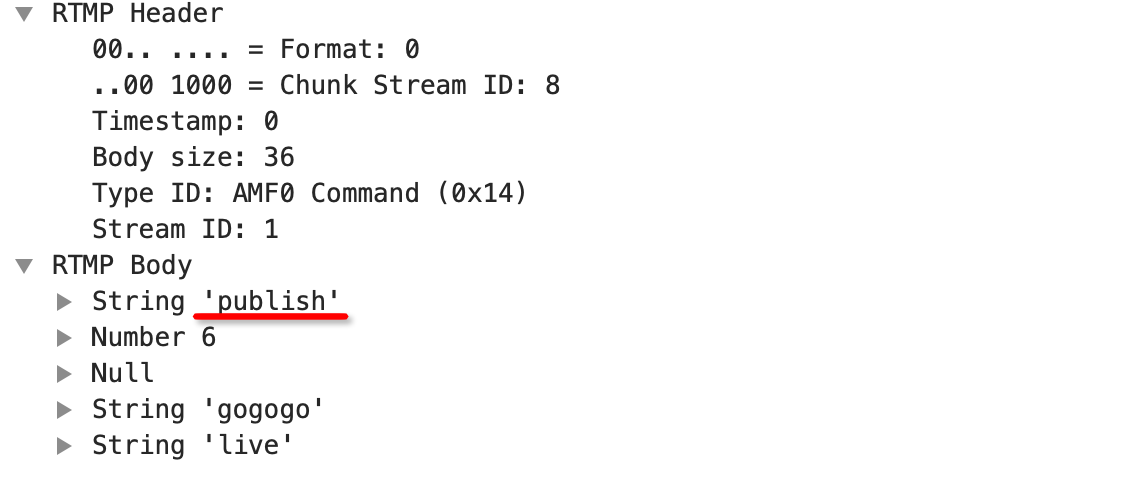 RTMP Header
00.. .... = Format: 0
..00 1000 = Chunk Stream ID: 8
Timestamp: 0
Body size: 36
Type ID: AMF0 Command (0x14)
Stream ID: 1
RTMP Body
String 'publish'
Number 6
Null
String 'gogogo'
String 'live'